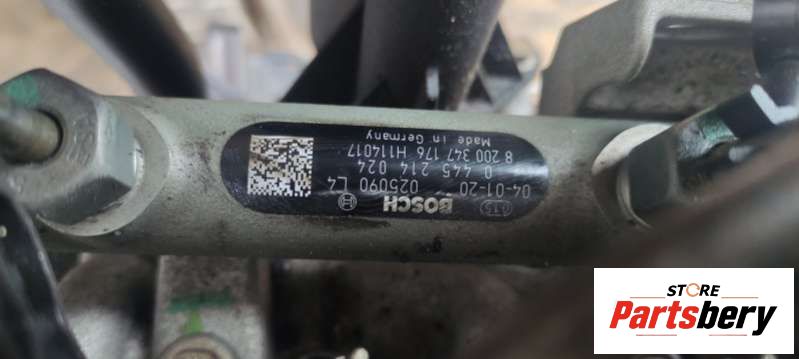 CTS BOSCH
04-01-20 025090 L4
0 445 214 024
8 200 347 176 H114017
Made in Germany
STORE
Partsbery